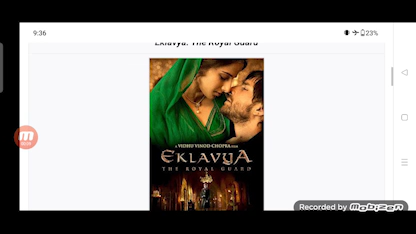 9:36
23%
Eklavya: The Royal Guard
A VIDHU VINOD CHOPRA FILM
EKLAVYA
THE ROYAL GUARD
Recorded by Mobizen